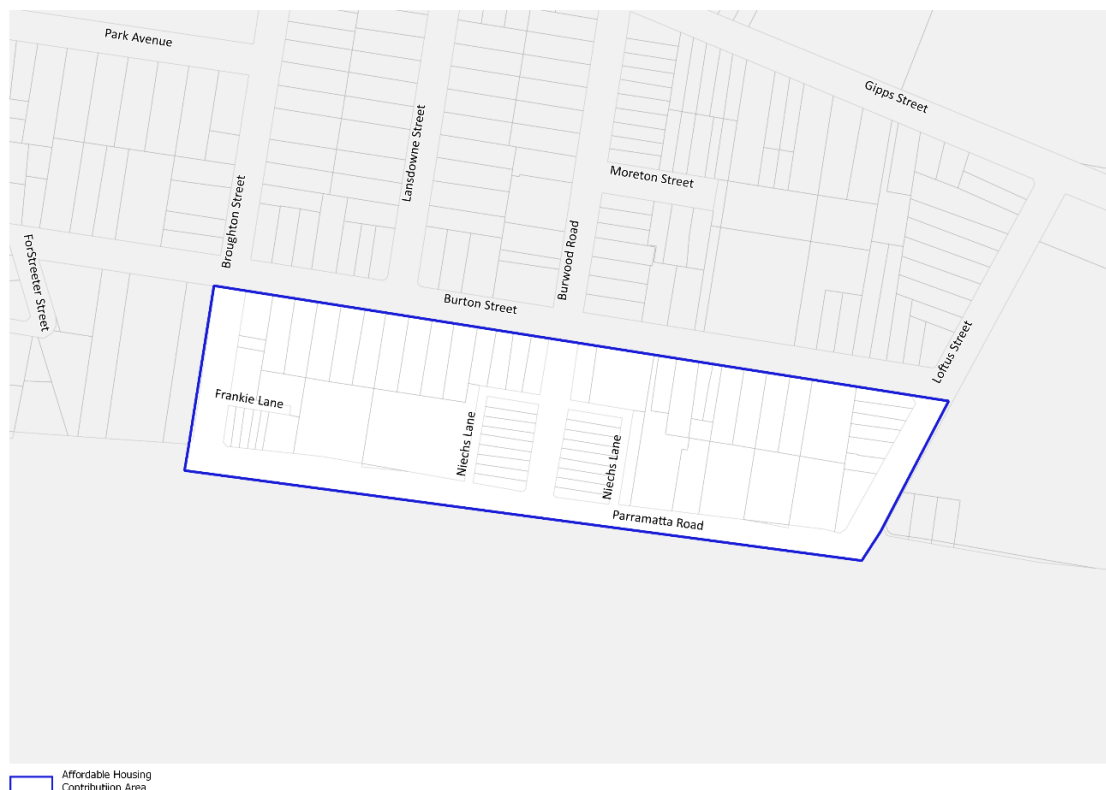 Park Avenue
Gipps Street
Lansdowne Street
Moreton Street
Broughton Street
Burwood Road
ForStreeter Street
Burton Street
Loftus Street
Frankie Lane
Niechs Lane
Niechs Lane
Parramatta Road
Affordable Housing
Contributiion Area